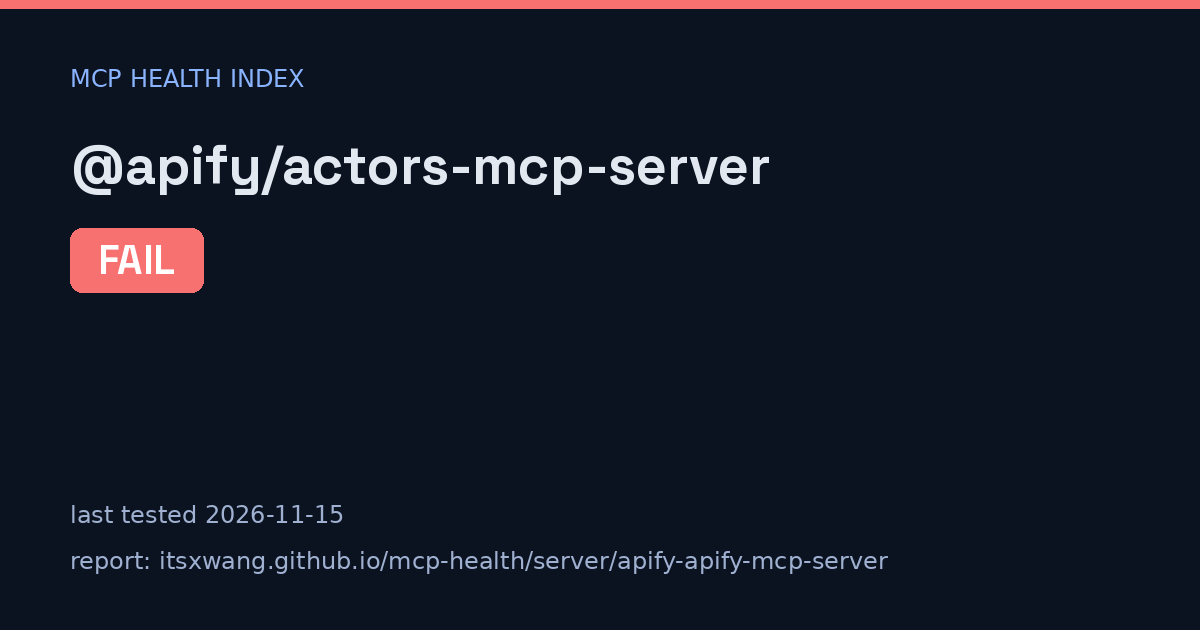 MCP HEALTH INDEX
@apify/actors-mcp-server
FAIL
last tested 2026-11-15
report: itsxwang.github.io/mcp-health/server/apify-apify-mcp-server